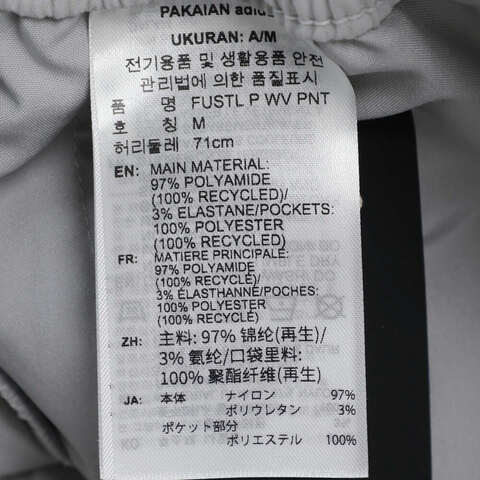 PAKAIAN adidas
UKURAN: A/M
전기용품 및 생활용품 안전
관리법에 의한 품질표시
품 명 FUSTL P WV PNT
호 칭 M
허리둘레 71cm
EN: MAIN MATERIAL:
97% POLYAMIDE
(100% RECYCLED)/
3% ELASTANE/POCKETS:
100% POLYESTER
(100% RECYCLED)
FR: MATIERE PRINCIPALE:
97% POLYAMIDE
(100% RECYCLE)/
3% ELASTHANNE/POCHES:
100% POLYESTER
(100% RECYCLE)
ZH: 主料: 97% 锦纶(再生)/
3% 氨纶/口袋里料:
100% 聚酯纤维(再生)
JA: 本体 ナイロン 97%
ポリウレタン 3%
ポケット部分
ポリエステル 100%